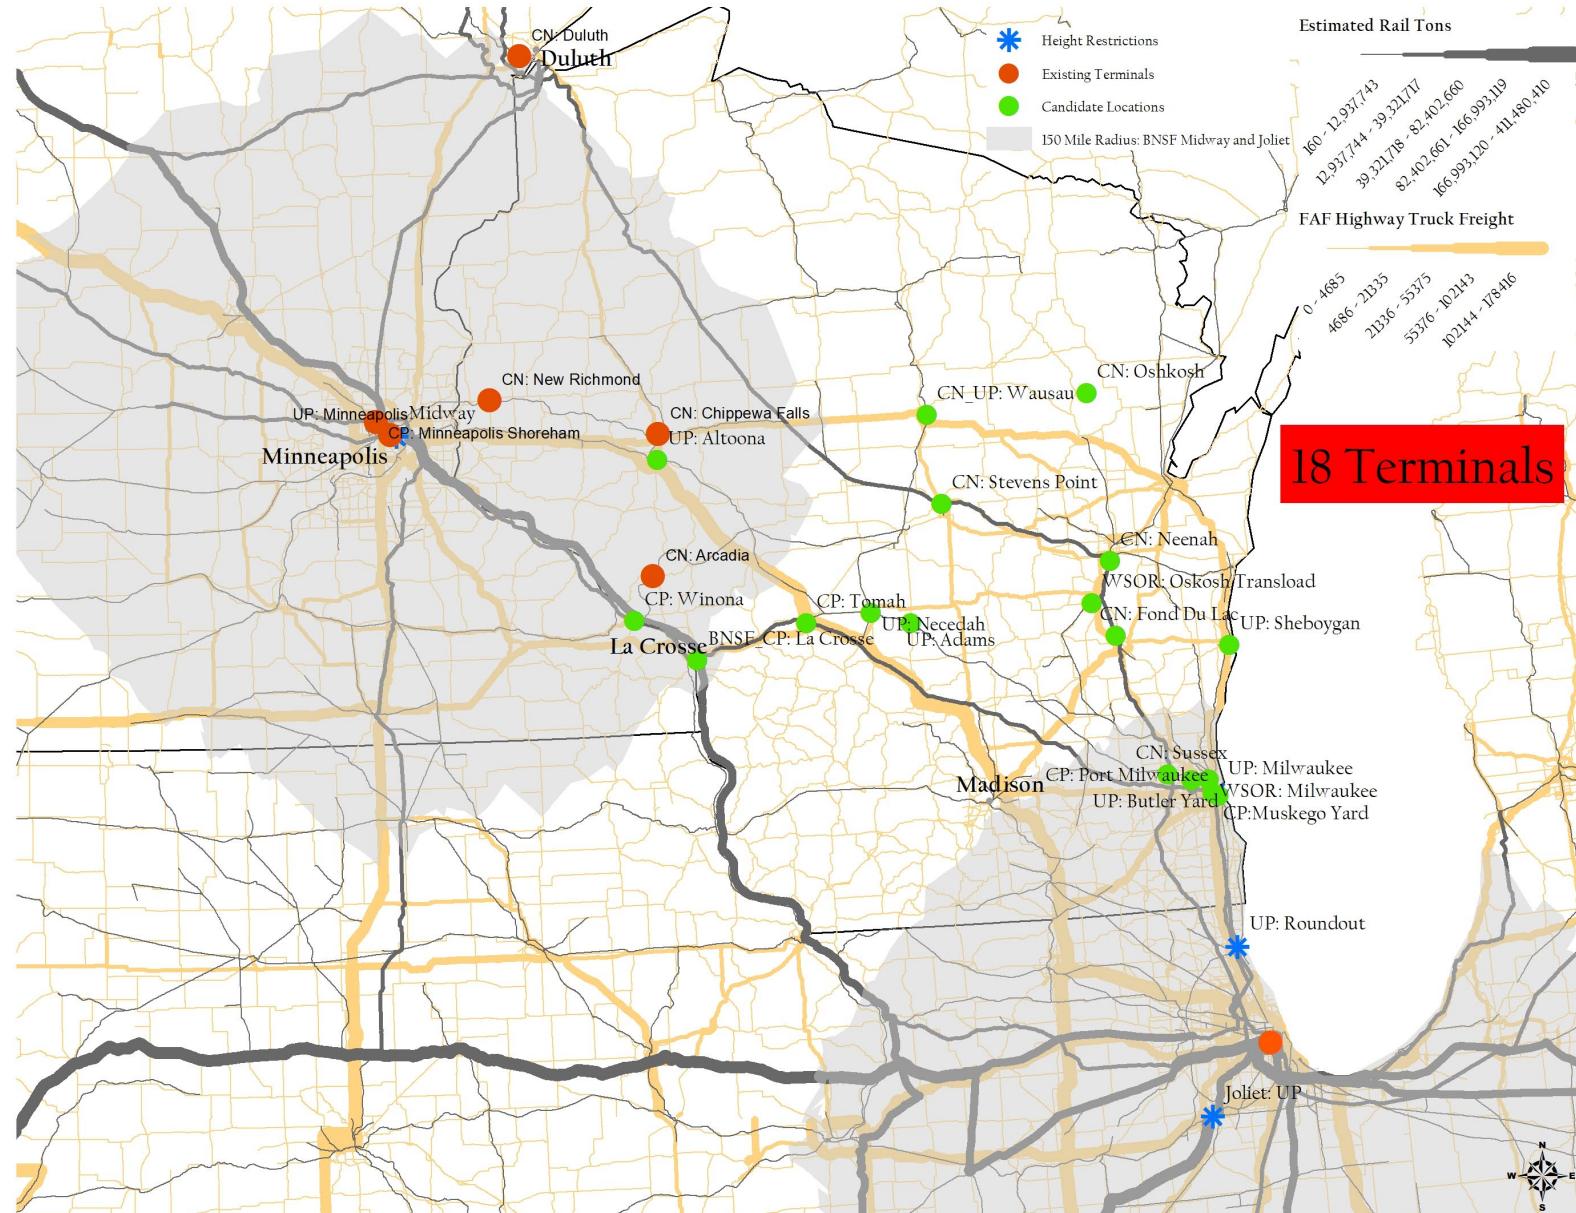 CN: Duluth
Duluth
Height Restrictions
Existing Terminals
Candidate Locations
150 Mile Radius: BNSF Midway and Joliet
Estimated Rail Tons
160 - 12,937,743
12,937,744 - 39,321,717
39,321,718 - 82,402,660
82,402,661 - 166,993,119
166,993,120 - 411,480,410
FAF Highway Truck Freight
0 - 4685
4686 - 21335
21336 - 55375
55376 - 102143
102144 - 178416
18 Terminals
CN: New Richmond
UP: Minneapolis
Midway
CP: Minneapolis Shoreham
Minneapolis
CN: Chippewa Falls
UP: Altoona
CN_UP: Wausau
CN: Oshkosh
CN: Stevens Point
CN: Neenah
WSOR: Oskosh Transload
CN: Fond Du Lac
UP: Sheboygan
CN: Arcadia
CP: Winona
La Crosse
BNSF_CP: La Crosse
CP: Tomah
UP: Necedah
UP: Adams
Madison
CN: Sussex
CP: Port Milwaukee
UP: Milwaukee
WSOR: Milwaukee
UP: Butler Yard
CP:Muskego Yard
UP: Roundout
Joliet: UP
N
W
E
S